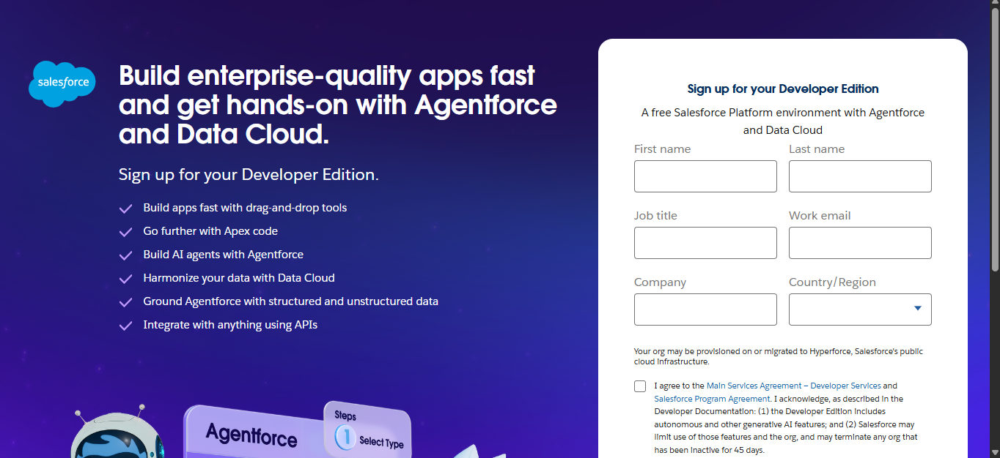 salesforce
Build enterprise-quality apps fast
and get hands-on with Agentforce
and Data Cloud.
Sign up for your Developer Edition.
Build apps fast with drag-and-drop tools
Go further with Apex code
Build AI agents with Agentforce
Harmonize your data with Data Cloud
Ground Agentforce with structured and unstructured data
Integrate with anything using APIs
Agentforce
Steps
1 Select Type
Sign up for your Developer Edition
A free Salesforce Platform environment with Agentforce
and Data Cloud
First name
Last name
Job title
Work email
Company
Country/Region
Your org may be provisioned on or migrated to Hyperforce, Salesforce's public
cloud infrastructure.
I agree to the Main Services Agreement – Developer Services and
Salesforce Program Agreement. I acknowledge, as described in the
Developer Documentation: (1) the Developer Edition includes
autonomous and other generative AI features; and (2) Salesforce may
limit use of those features and the org, and may terminate any org that
has been inactive for 45 days.